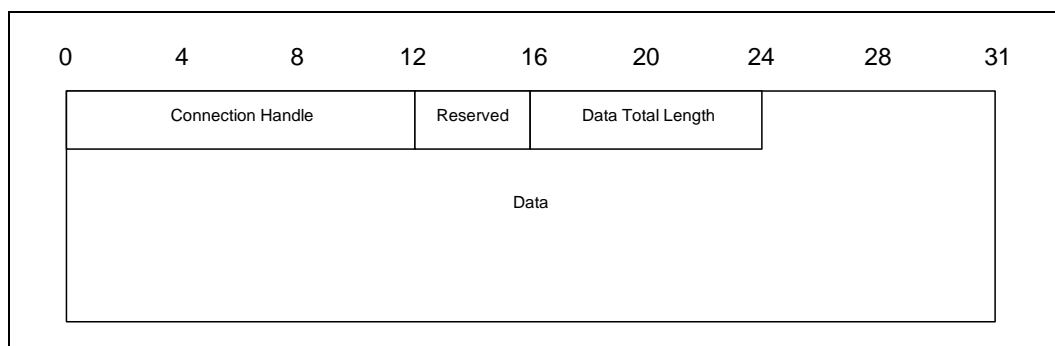 0 4 8 12 16 20 24 28 31
Connection Handle Reserved Data Total Length
Data